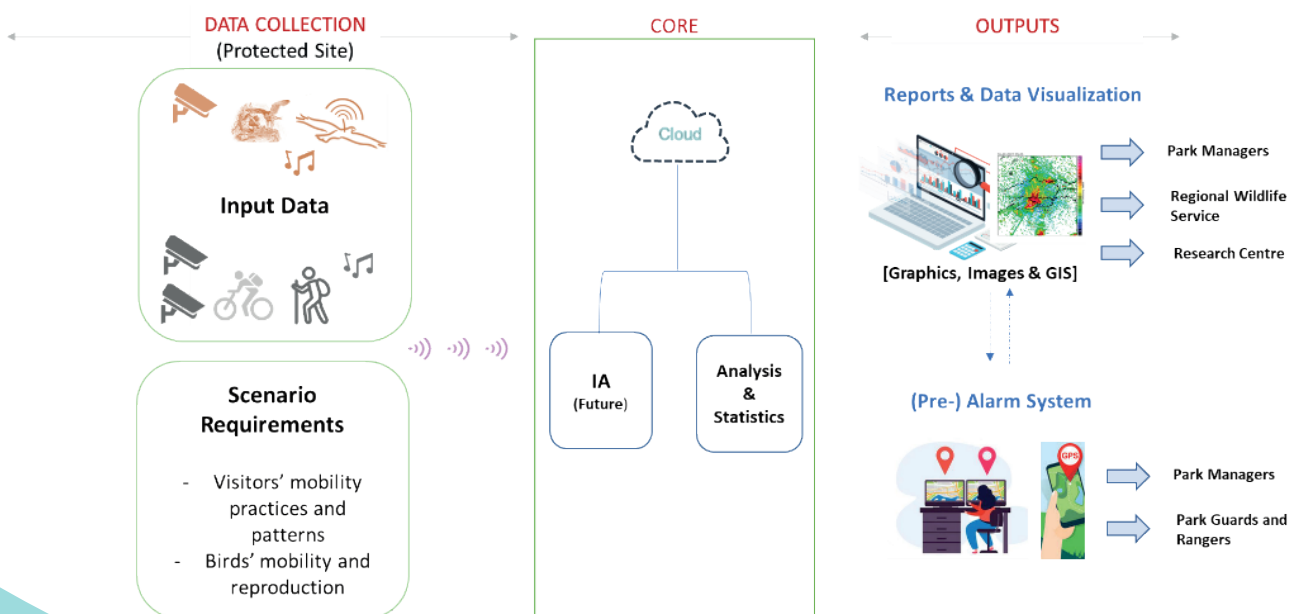 DATA COLLECTION
(Protected Site)
Input Data
Scenario
Requirements
- Visitors' mobility
practices and
patterns
- Birds' mobility and
reproduction
CORE
Cloud
IA
(Future)
Analysis
&
Statistics
OUTPUTS
Reports & Data Visualization
[Graphics, Images & GIS]
Park Managers
Regional Wildlife
Service
Research Centre
(Pre-) Alarm System
GPS
Park Managers
Park Guards and
Rangers